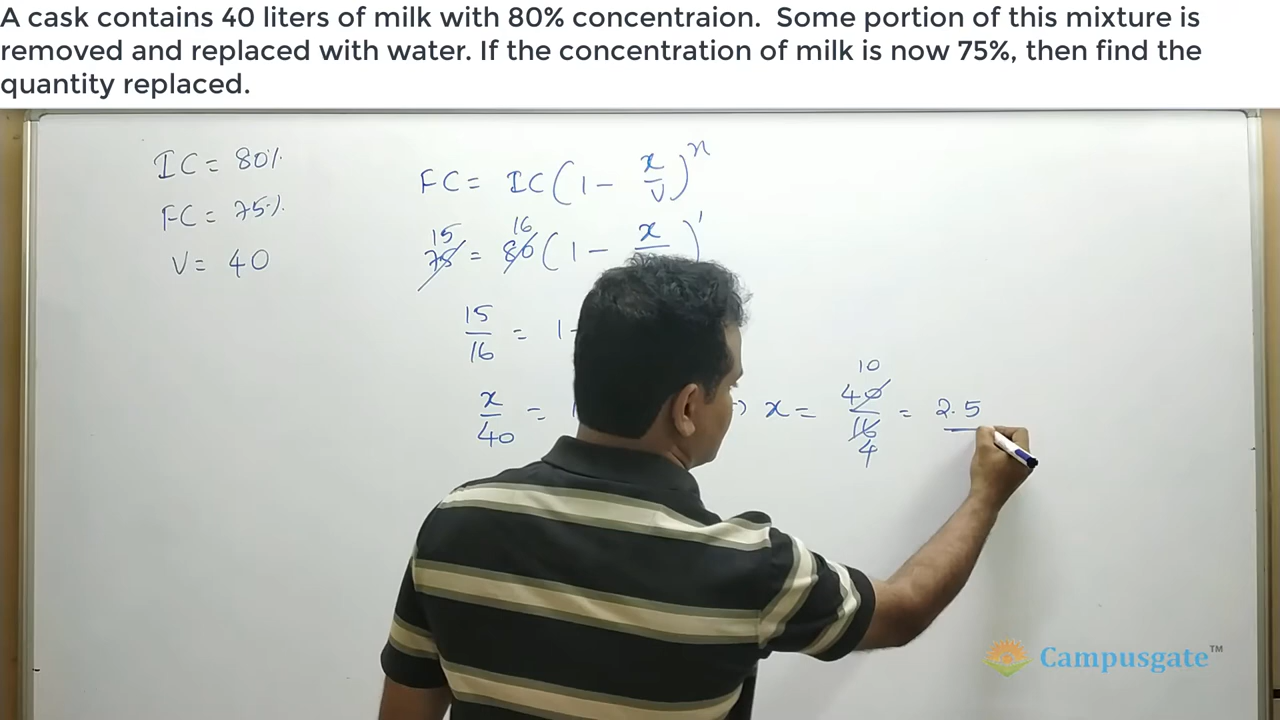 A cask contains 40 liters of milk with 80% concentraion. Some portion of this mixture is
removed and replaced with water. If the concentration of milk is now 75%, then find the
quantity replaced.
IC = 80%
FC = 75%
V = 40
FC = IC(1 - x/V)^n
15 16
75 = 80(1 - x/ )^1
15/16 = 1 -
x/40 = 1
10
x = 40/16 = 2.5
4
Campusgate™